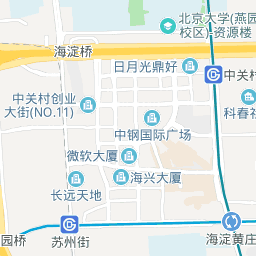 北京大学(燕园
校区)-资源楼
海淀桥
日月光鼎好
中关村
中关村创业
大街(NO.11)
科春社
中钢国际广场
微软大厦
长远天地
海兴大厦
园桥
苏州街
海淀黄庄